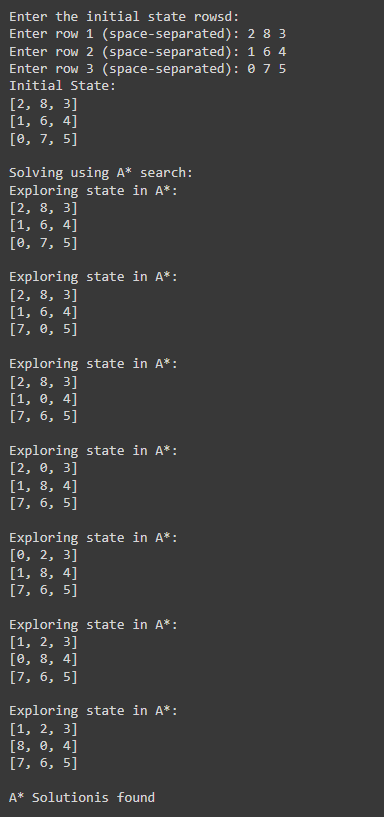 Enter the initial state rowsd:
Enter row 1 (space-separated): 2 8 3
Enter row 2 (space-separated): 1 6 4
Enter row 3 (space-separated): 0 7 5
Initial State:
[2, 8, 3]
[1, 6, 4]
[0, 7, 5]
Solving using A* search:
Exploring state in A*:
[2, 8, 3]
[1, 6, 4]
[0, 7, 5]
Exploring state in A*:
[2, 8, 3]
[1, 6, 4]
[7, 0, 5]
Exploring state in A*:
[2, 8, 3]
[1, 0, 4]
[7, 6, 5]
Exploring state in A*:
[2, 0, 3]
[1, 8, 4]
[7, 6, 5]
Exploring state in A*:
[0, 2, 3]
[1, 8, 4]
[7, 6, 5]
Exploring state in A*:
[1, 2, 3]
[0, 8, 4]
[7, 6, 5]
Exploring state in A*:
[1, 2, 3]
[8, 0, 4]
[7, 6, 5]
A* Solutionis found